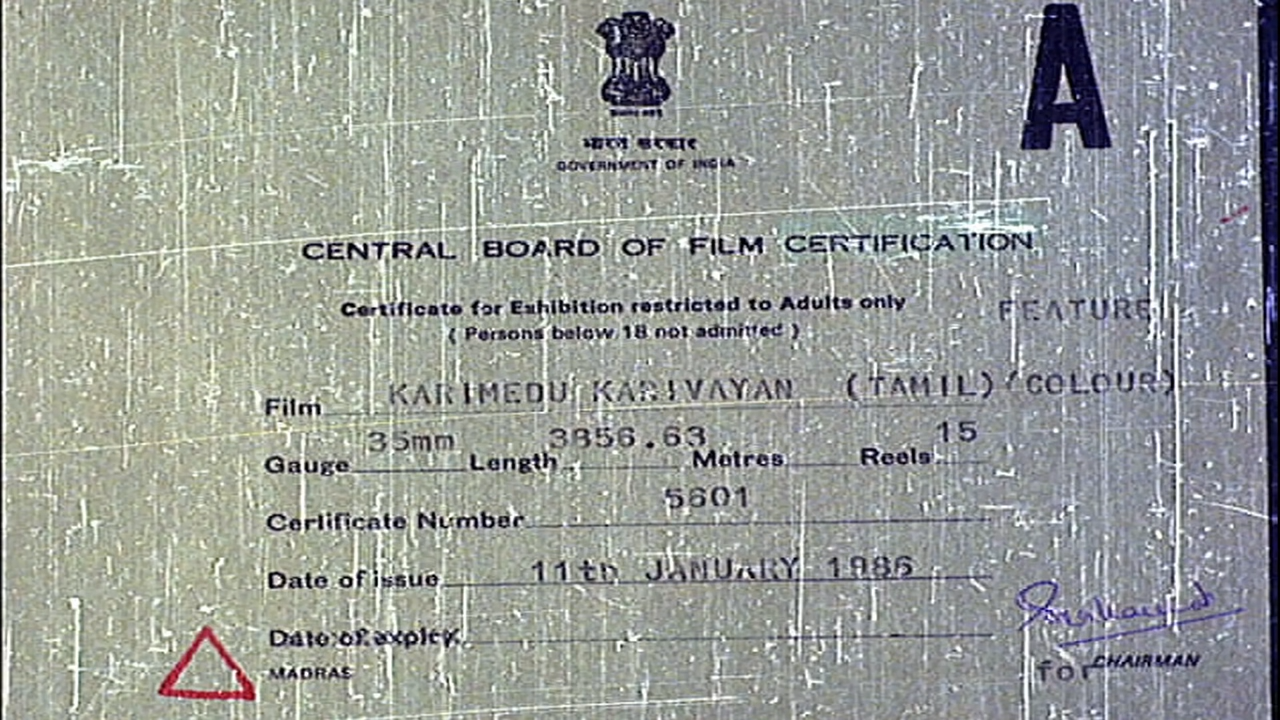 A
भारत सरकार
GOVERNMENT OF INDIA
CENTRAL BOARD OF FILM CERTIFICATION
Certificate for Exhibition restricted to Adults only
FEATURE
( Persons below 18 not admitted )
Film KARIMEDU KARIVAYAN (TAMIL) (COLOUR)
Gauge 35mm Length 3856.63 Metres Reels 15
Certificate Number 5601
Date of issue 11th JANUARY 1986
Date of expiry
MADRAS
for CHAIRMAN